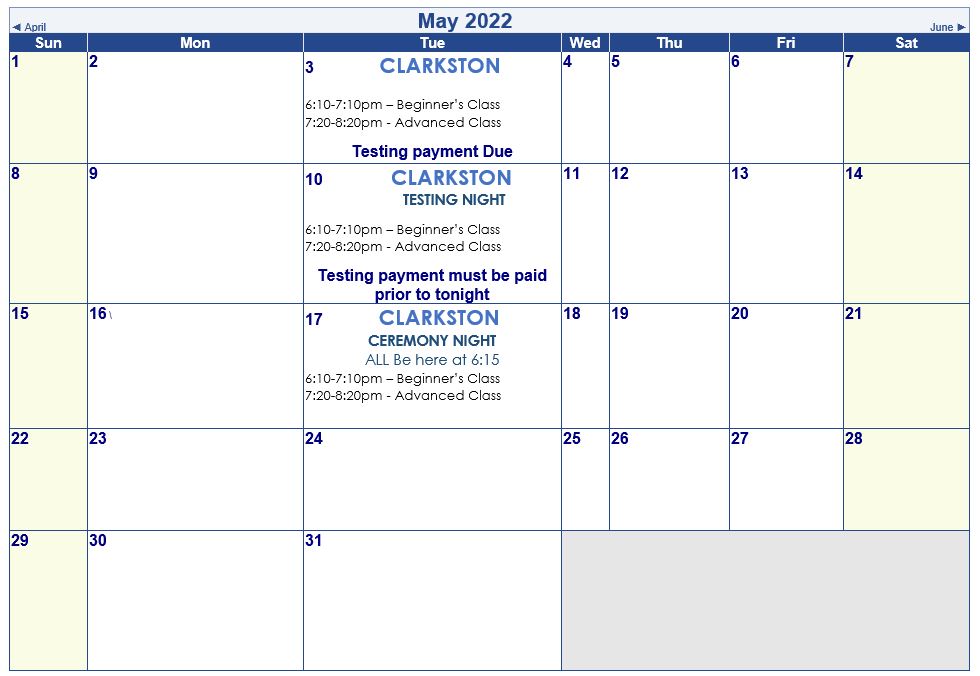 May 2022
◄ April
June ►
Sun Mon Tue Wed Thu Fri Sat
1 2 3 CLARKSTON 4 5 6 7
6:10-7:10pm – Beginner's Class
7:20-8:20pm - Advanced Class
Testing payment Due
8 9 10 CLARKSTON 11 12 13 14
TESTING NIGHT
6:10-7:10pm – Beginner's Class
7:20-8:20pm - Advanced Class
Testing payment must be paid
prior to tonight
15 16\ 17 CLARKSTON 18 19 20 21
CEREMONY NIGHT
ALL Be here at 6:15
6:10-7:10pm – Beginner's Class
7:20-8:20pm - Advanced Class
22 23 24 25 26 27 28
29 30 31